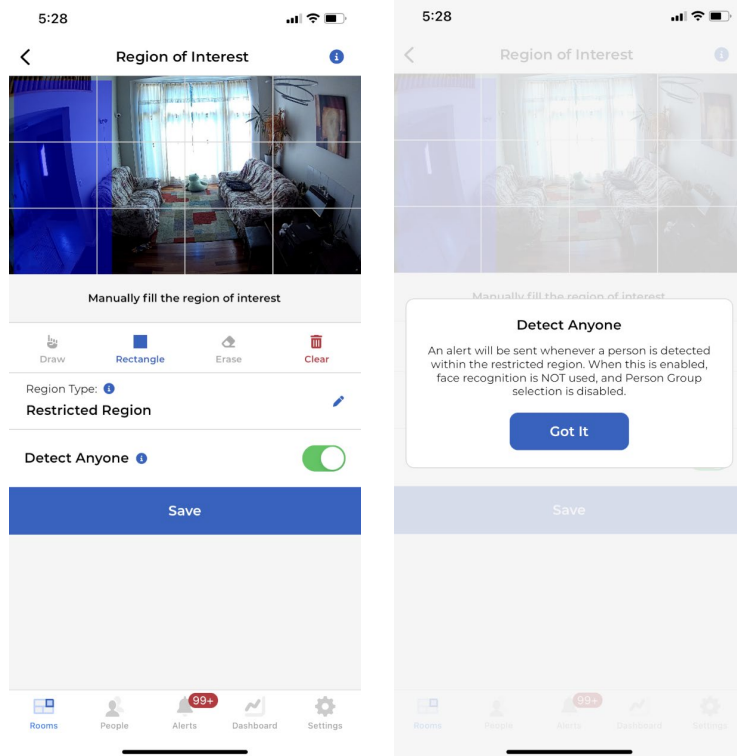 5:28
Region of Interest
Manually fill the region of interest
Draw
Rectangle
Erase
Clear
Region Type:
Restricted Region
Detect Anyone
Save
Rooms
People
99+
Alerts
Dashboard
Settings
5:28
Region of Interest
Manually fill the region of interest
Detect Anyone
An alert will be sent whenever a person is detected
within the restricted region. When this is enabled,
face recognition is NOT used, and Person Group
selection is disabled.
Got It
Save
Rooms
People
99+
Alerts
Dashboard
Settings